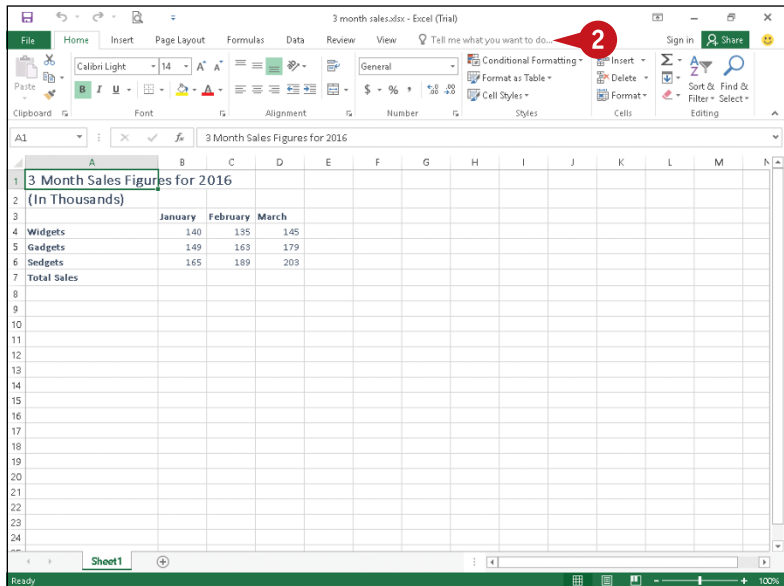 3 month sales.xlsx - Excel (Trial)
File Home Insert Page Layout Formulas Data Review View Tell me what you want to do... 2 Sign in Share
Calibri Light 14 A A General Conditional Formatting Insert Σ
Paste Format as Table Delete Sort & Find &
B I U A $ % , Cell Styles Format Filter Select
Clipboard Font Alignment Number Styles Cells Editing
A1 fx 3 Month Sales Figures for 2016
A B C D E F G H I J K L M N
1 3 Month Sales Figures for 2016
2 (In Thousands)
3 January February March
4 Widgets 140 135 145
5 Gadgets 149 163 179
6 Sedgets 165 189 203
7 Total Sales
8
9
10
11
12
13
14
15
16
17
18
19
20
21
22
23
24
Sheet1
Ready 100%